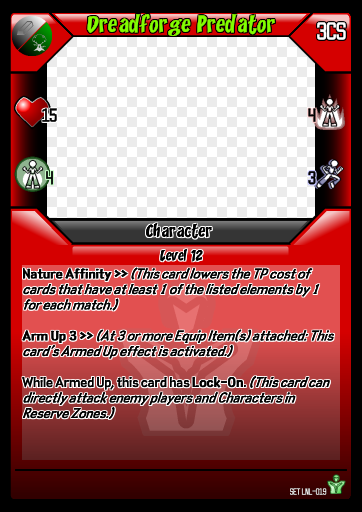 Dreadforge Predator
3CS
15
4
4
3
Character
Level 12
Nature Affinity >> (This card lowers the TP cost of
cards that have at least 1 of the listed elements by 1
for each match.)
Arm Up 3 >> (At 3 or more Equip Item(s) attached: This
card's Armed Up effect is activated.)
While Armed Up, this card has Lock-On. (This card can
directly attack enemy players and Characters in
Reserve Zones.)
SET LNL-019